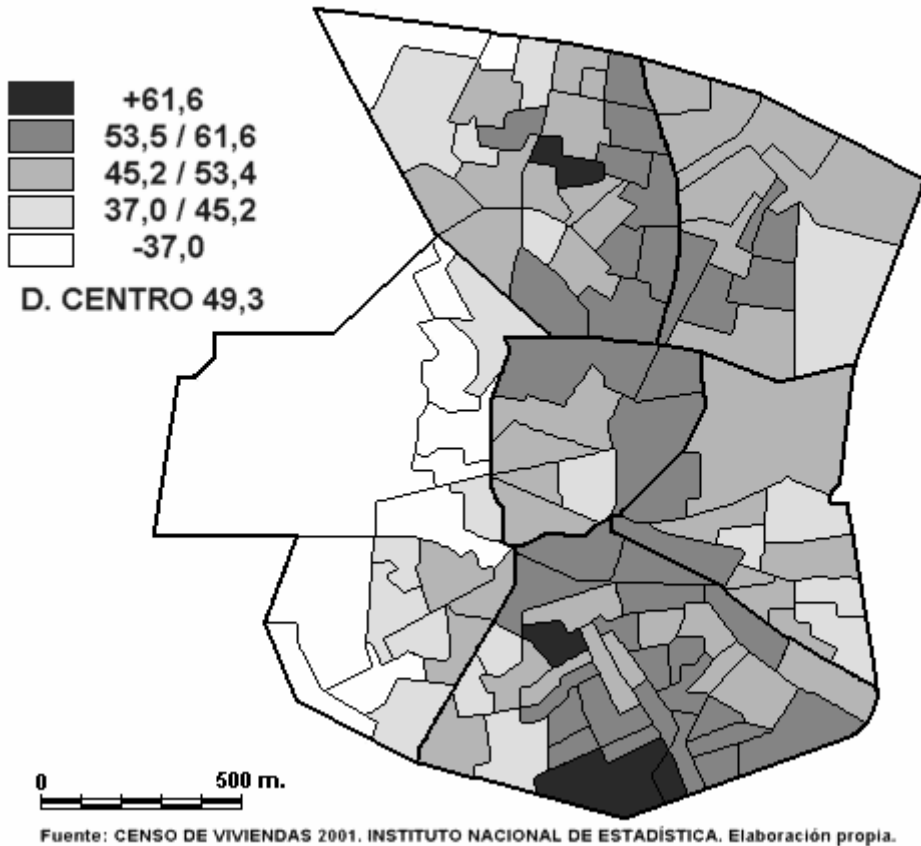 +61,6
53,5 / 61,6
45,2 / 53,4
37,0 / 45,2
-37,0
D. CENTRO 49,3
0 500 m.
Fuente: CENSO DE VIVIENDAS 2001. INSTITUTO NACIONAL DE ESTADÍSTICA. Elaboración propia.